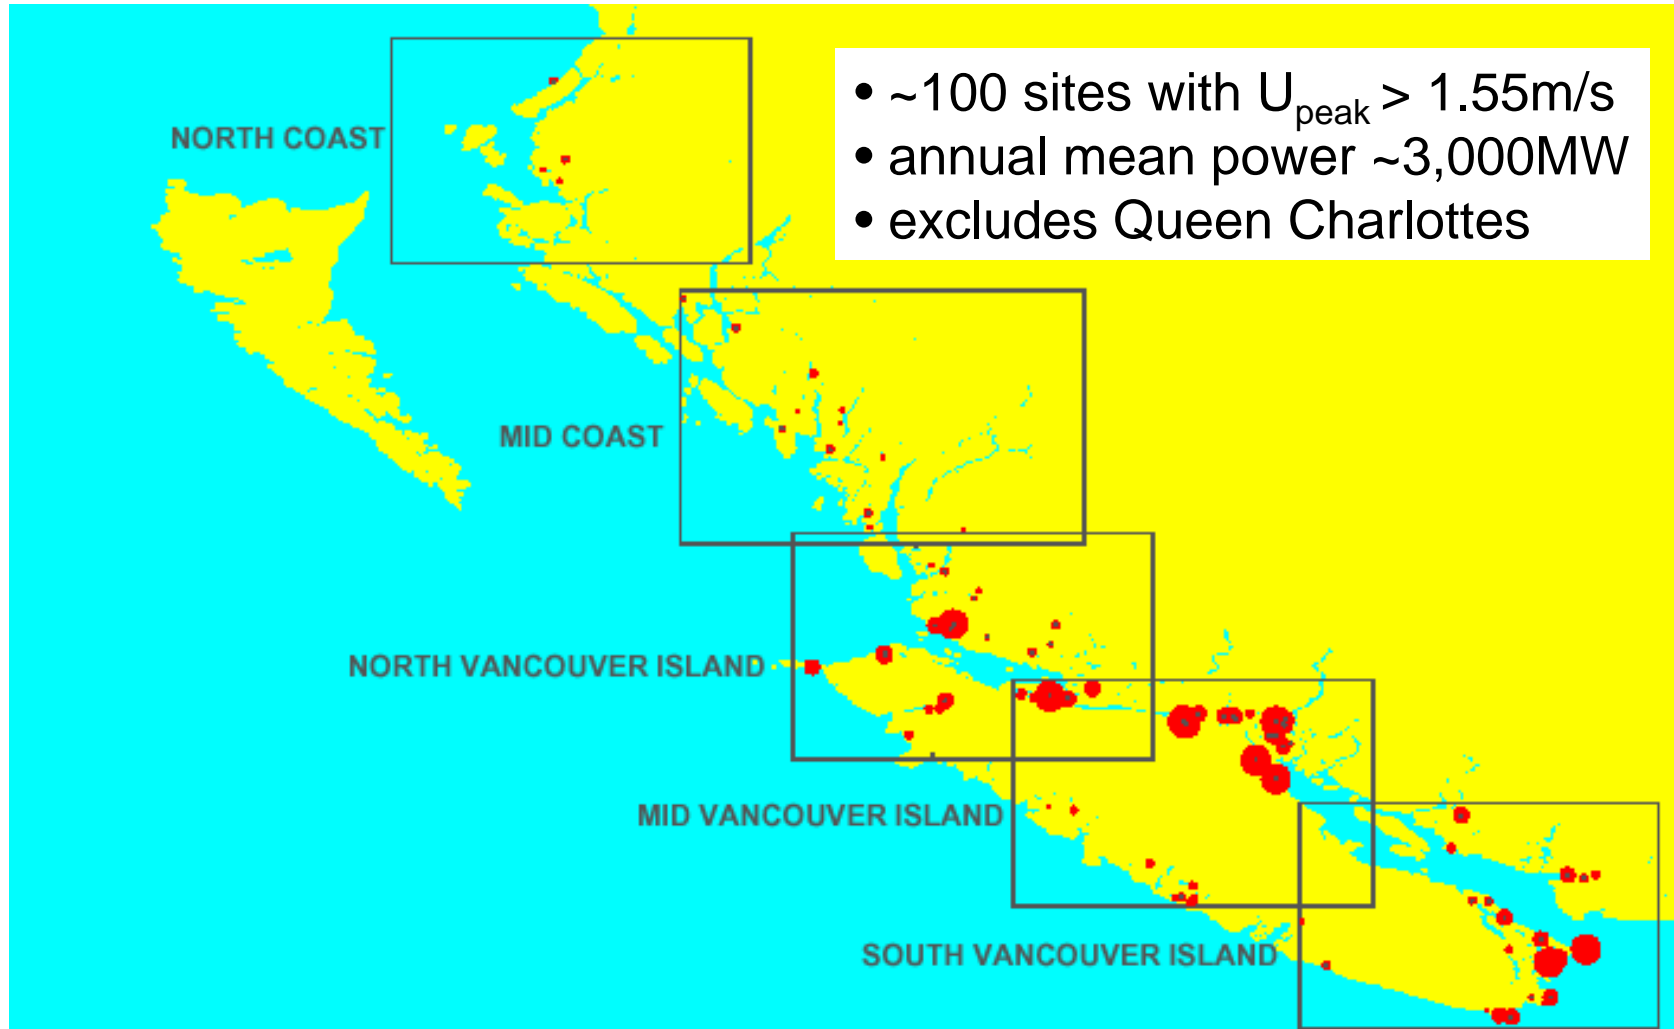 • ~100 sites with Upeak > 1.55m/s
• annual mean power ~3,000MW
• excludes Queen Charlottes
NORTH COAST
MID COAST
NORTH VANCOUVER ISLAND
MID VANCOUVER ISLAND
SOUTH VANCOUVER ISLAND